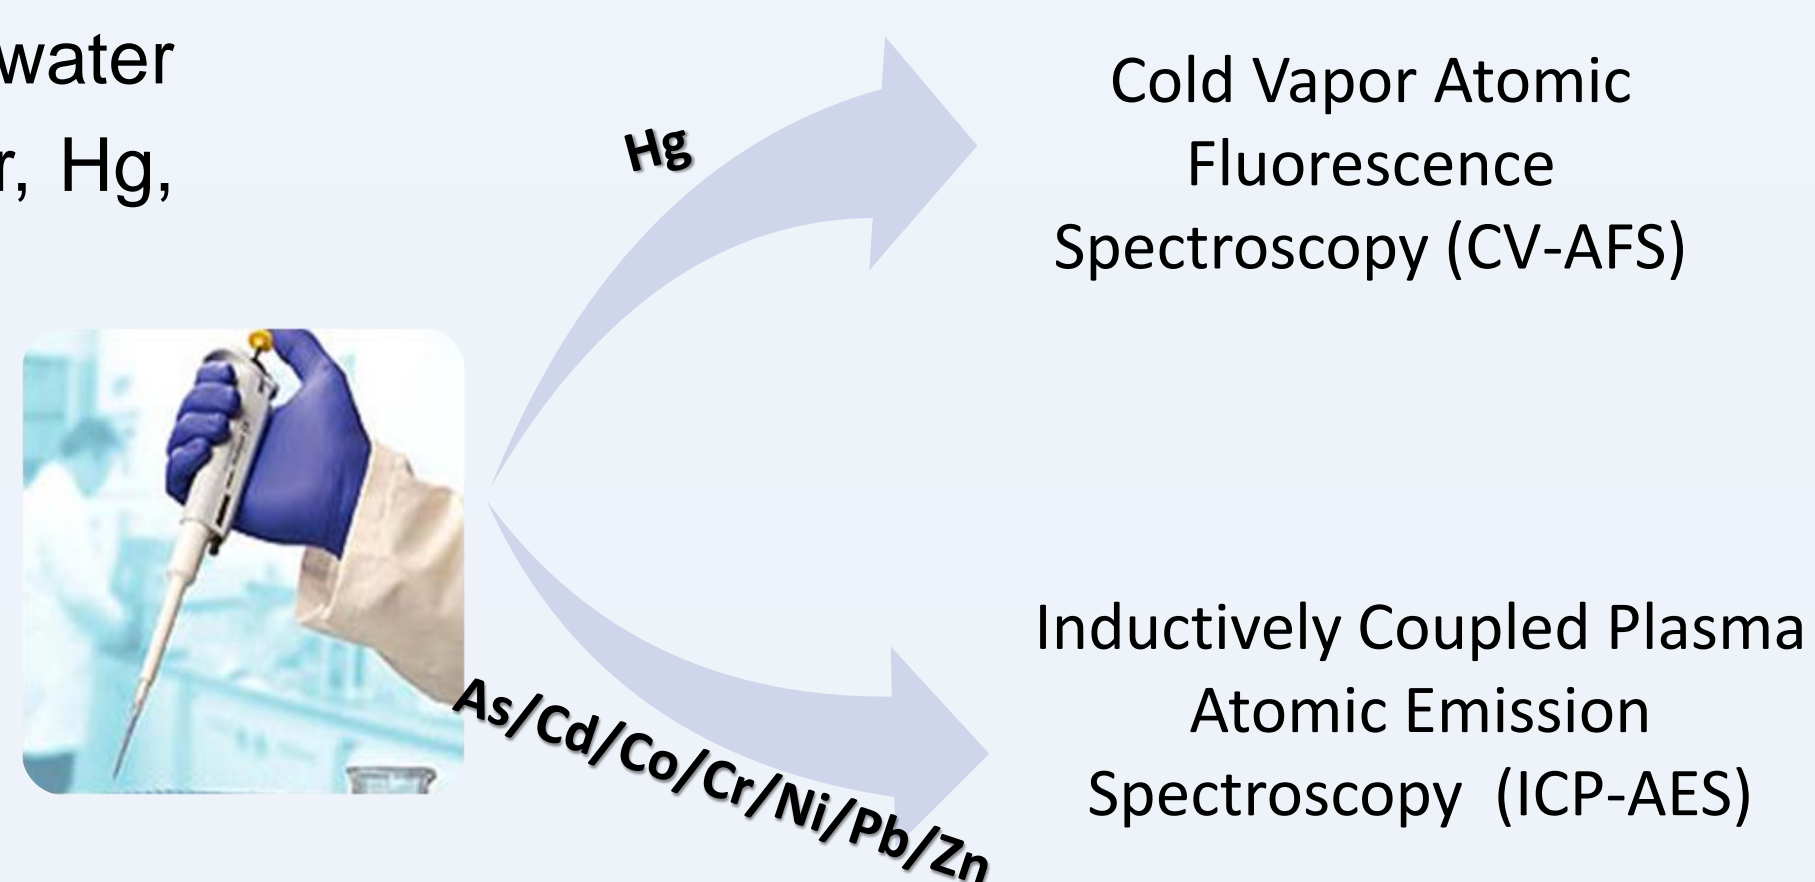 water
r, Hg,
Hg
Cold Vapor Atomic
Fluorescence
Spectroscopy (CV-AFS)
As/Cd/Co/Cr/Ni/Pb/Zn
Inductively Coupled Plasma
Atomic Emission
Spectroscopy (ICP-AES)